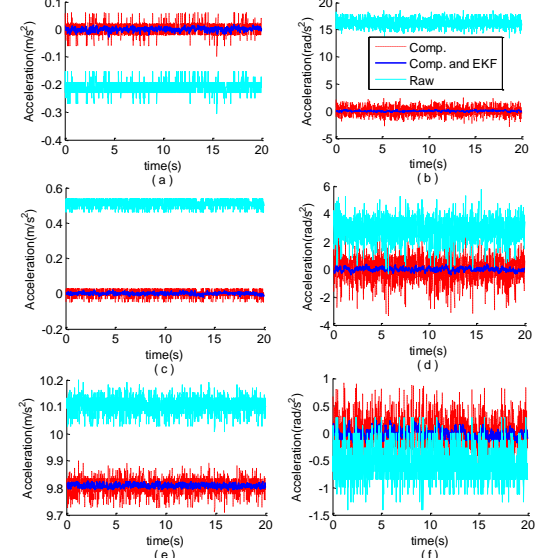 0.1
0
-0.1
-0.2
-0.3
-0.4
Acceleration(m/s²)
0 5 10 15 20
time(s)
( a )
20
15
10
5
0
-5
Acceleration(rad/s²)
Comp.
Comp. and EKF
Raw
0 5 10 15 20
time(s)
( b )
0.6
0.4
0.2
0
-0.2
Acceleration(m/s²)
0 5 10 15 20
time(s)
( c )
6
4
2
0
-2
-4
Acceleration(rad/s²)
0 5 10 15 20
time(s)
( d )
10.2
10.1
10
9.9
9.8
9.7
Acceleration(m/s²)
0 5 10 15 20
time(s)
( e )
1
0.5
0
-0.5
-1
-1.5
Acceleration(rad/s²)
0 5 10 15 20
time(s)
( f )